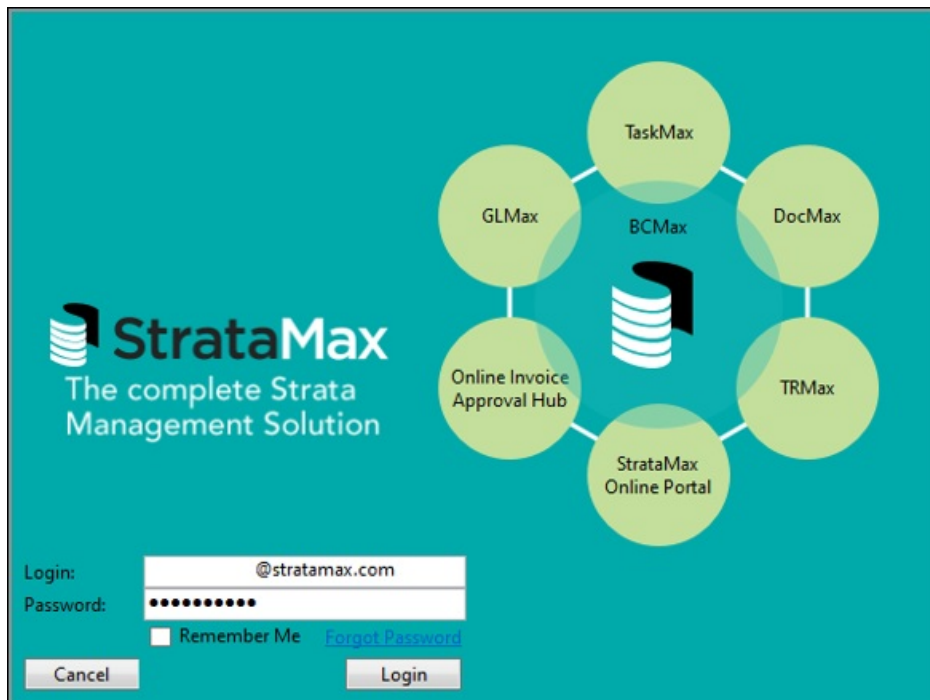 TaskMax
GLMax
BCMax
DocMax
StrataMax
The complete Strata
Management Solution
Online Invoice
Approval Hub
TRMax
StrataMax
Online Portal
Login:
@stratamax.com
Password:
●●●●●●●●●●
Remember Me
Forgot Password
Cancel
Login